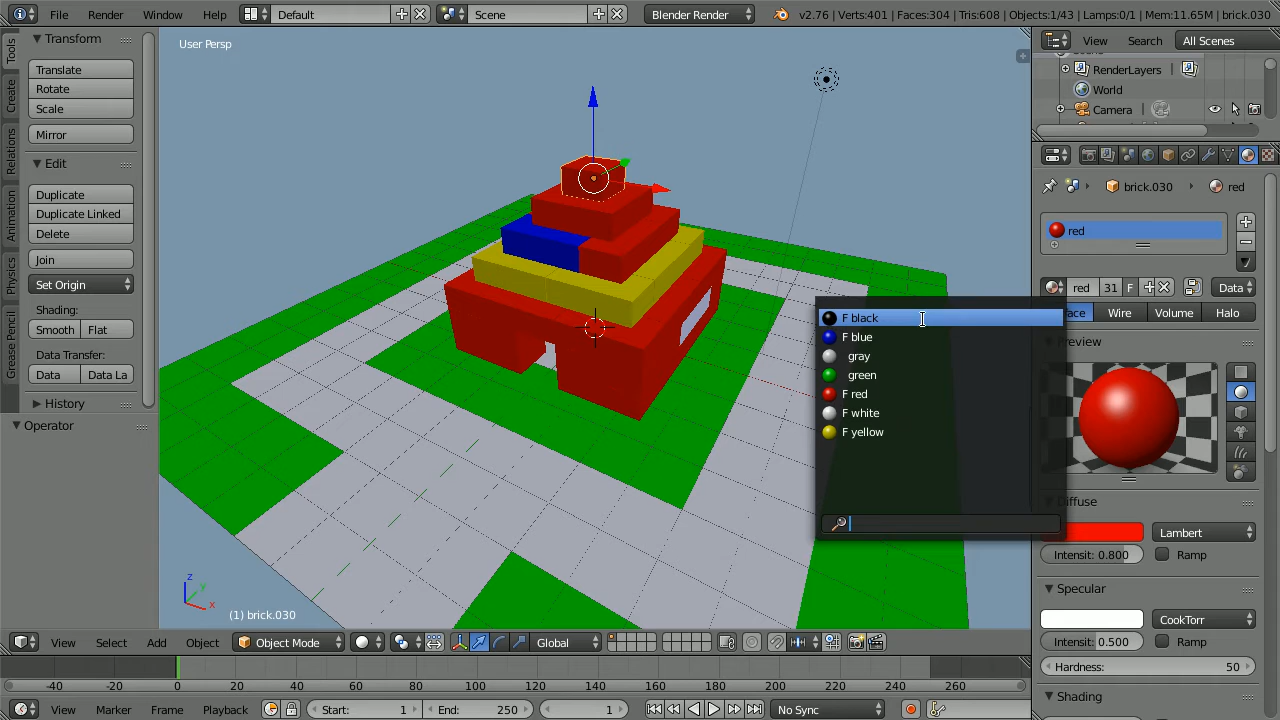 File Render Window Help Default Scene Blender Render v2.76 | Verts:401 | Faces:304 | Tris:608 | Objects:1/43 | Lamps:0/1 | Mem:11.65M | brick.030
Transform
Translate
Rotate
Scale
Mirror
Edit
Duplicate
Duplicate Linked
Delete
Join
Set Origin
Shading:
Smooth Flat
Data Transfer:
Data Data La
History
Operator
Tools
Create
Relations
Animation
Physics
Grease Pencil
User Persp
F black
F blue
gray
green
F red
F white
F yellow
z
y
x
(1) brick.030
View Search All Scenes
RenderLayers
World
Camera
brick.030 red
red
red 31 F Data
face Wire Volume Halo
Preview
Diffuse
Lambert
Intensit: 0.800 Ramp
Specular
CookTorr
Intensit: 0.500 Ramp
Hardness: 50
Shading
View Select Add Object Object Mode Global
-40 -20 0 20 40 60 80 100 120 140 160 180 200 220 240 260
View Marker Frame Playback Start: 1 End: 250 1 No Sync